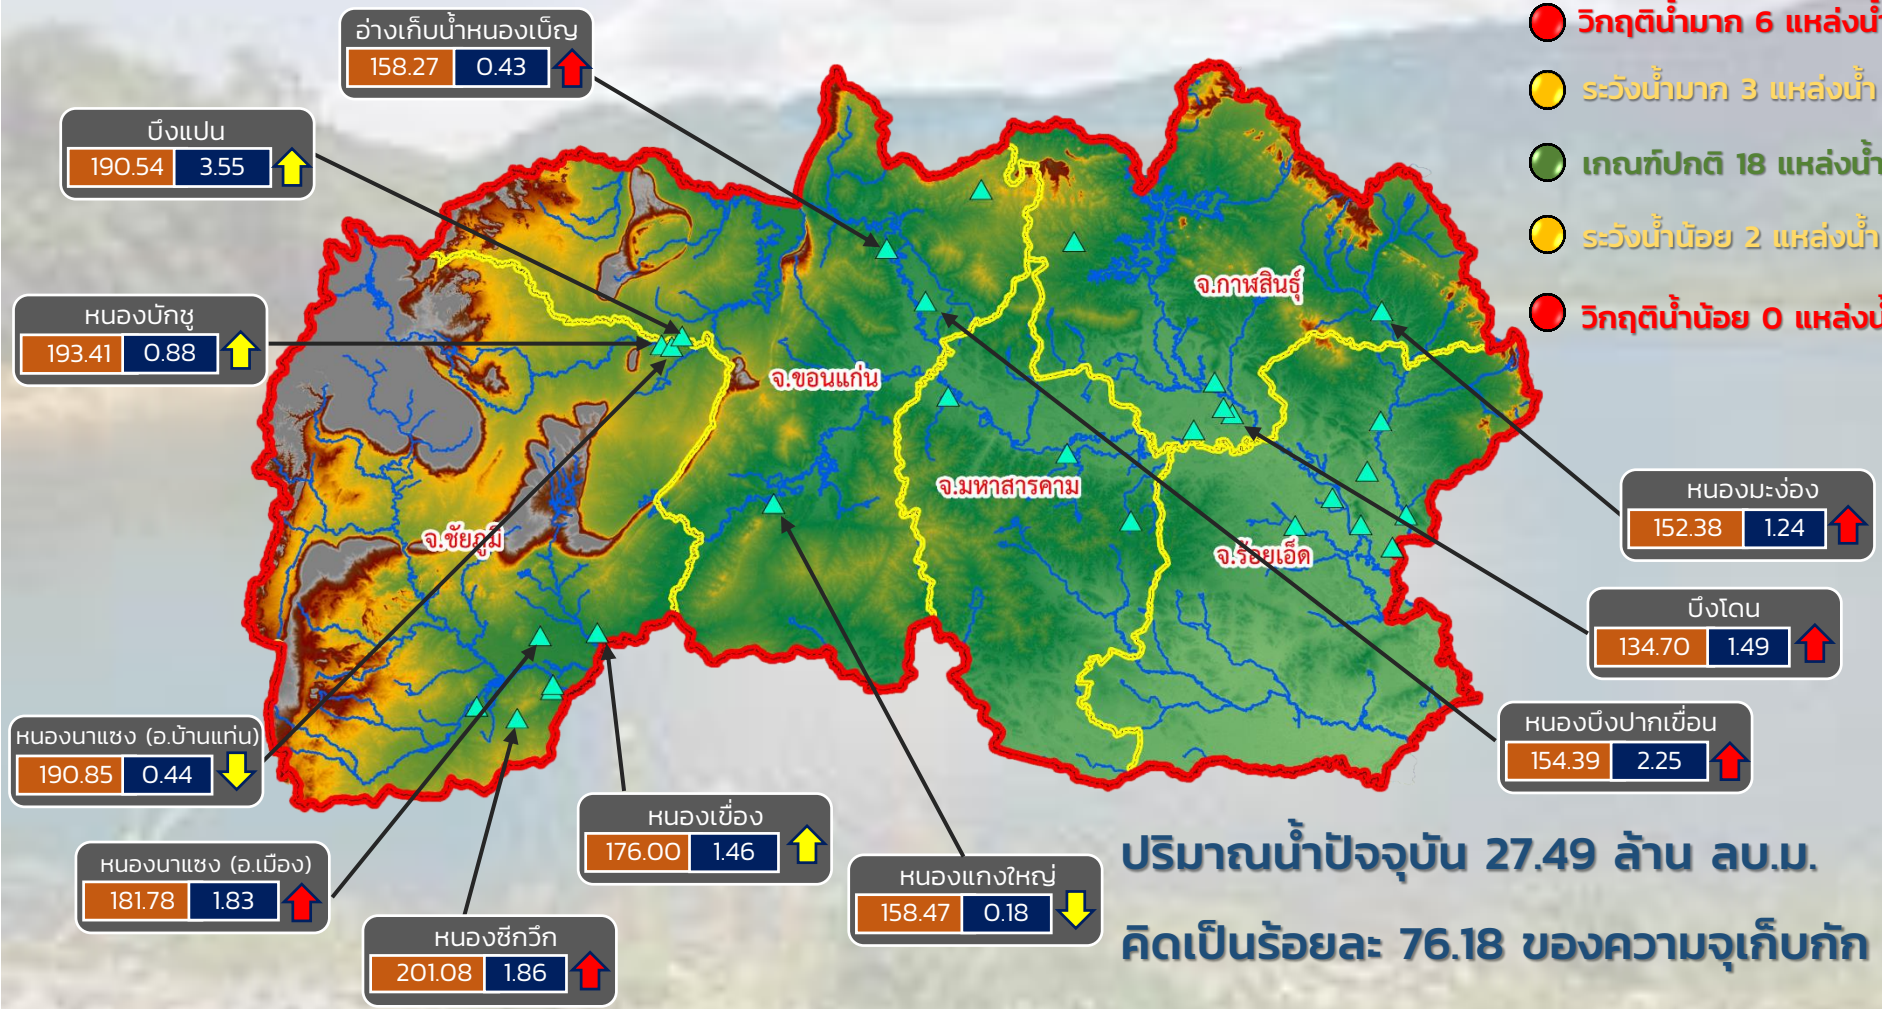 อ่างเก็บน้ำหนองเบ็ญ
158.27 0.43
บึงแปน
190.54 3.55
หนองบักชู
193.41 0.88
วิกฤติน้ำมาก 6 แหล่งน้ำ
ระวังน้ำมาก 3 แหล่งน้ำ
เกณฑ์ปกติ 18 แหล่งน้ำ
ระวังน้ำน้อย 2 แหล่งน้ำ
วิกฤติน้ำน้อย 0 แหล่งน้ำ
จ.กาฬสินธุ์
จ.ขอนแก่น
จ.มหาสารคาม
จ.ชัยภูมิ
จ.ร้อยเอ็ด
หนองมะง่อง
152.38 1.24
บึงโดน
134.70 1.49
หนองบึงปากเขื่อน
154.39 2.25
หนองนาแซง (อ.บ้านแท่น)
190.85 0.44
หนองนาแซง (อ.เมือง)
181.78 1.83
หนองซีกวึก
201.08 1.86
หนองเขื่อง
176.00 1.46
หนองแกงใหญ่
158.47 0.18
ปริมาณน้ำปัจจุบัน 27.49 ล้าน ลบ.ม.
คิดเป็นร้อยละ 76.18 ของความจุเก็บกัก